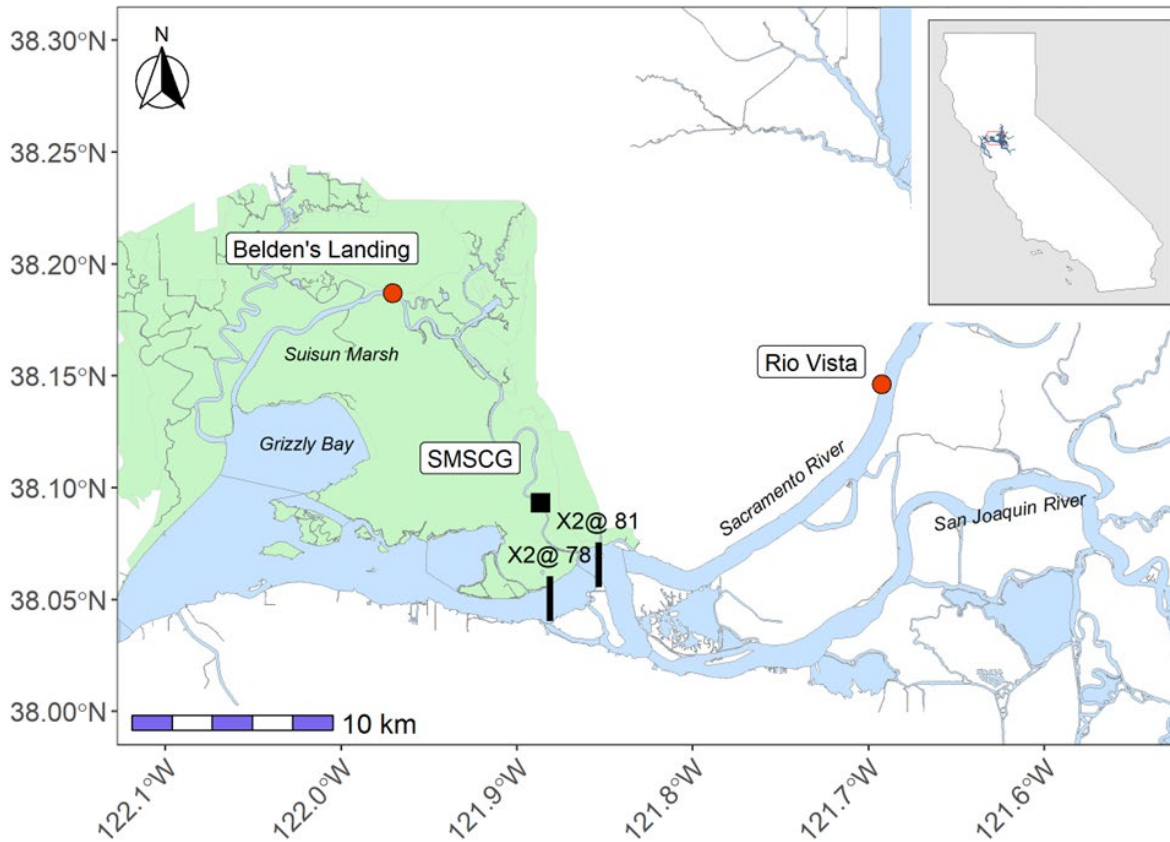 38.30°N
N
38.25°N
38.20°N
Belden's Landing
38.15°N
Suisun Marsh
Rio Vista
Grizzly Bay
38.10°N
SMSCG
Sacramento River
San Joaquin River
X2@ 81
X2@ 78
38.05°N
38.00°N
10 km
122.1°W
122.0°W
121.9°W
121.8°W
121.7°W
121.6°W